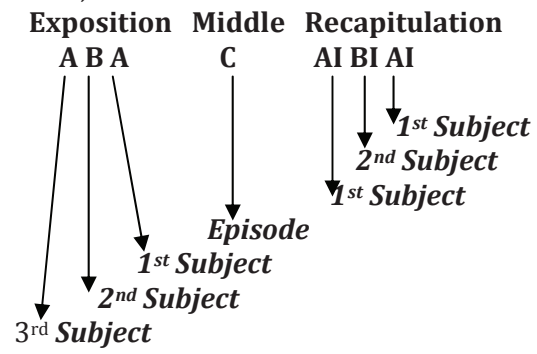 Exposition Middle Recapitulation
A B A C AI BI AI
1st Subject
2nd Subject
1st Subject
Episode
1st Subject
2nd Subject
3rd Subject